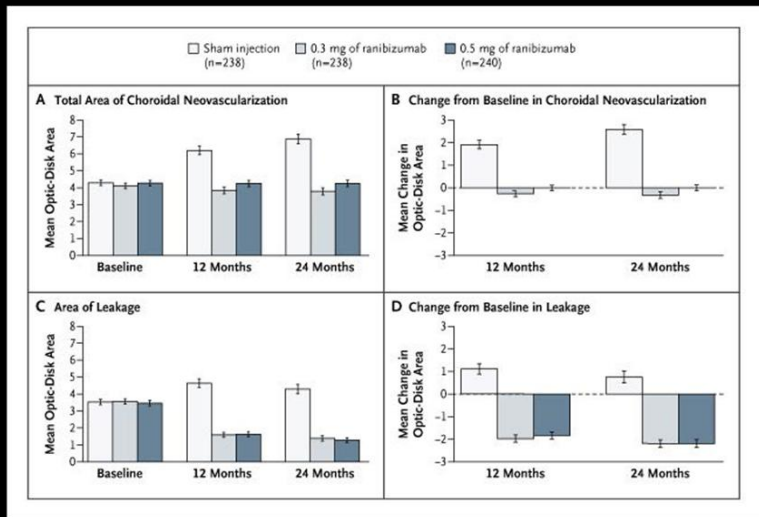 Sham injection
(n=238)
0.3 mg of ranibizumab
(n=238)
0.5 mg of ranibizumab
(n=240)
A Total Area of Choroidal Neovascularization
Mean Optic-Disk Area
8
7
6
5
4
3
2
1
0
Baseline
12 Months
24 Months
B Change from Baseline in Choroidal Neovascularization
Mean Change in
Optic-Disk Area
3
2
1
0
−1
−2
−3
12 Months
24 Months
C Area of Leakage
Mean Optic-Disk Area
8
7
6
5
4
3
2
1
0
Baseline
12 Months
24 Months
D Change from Baseline in Leakage
Mean Change in
Optic-Disk Area
3
2
1
0
−1
−2
−3
12 Months
24 Months